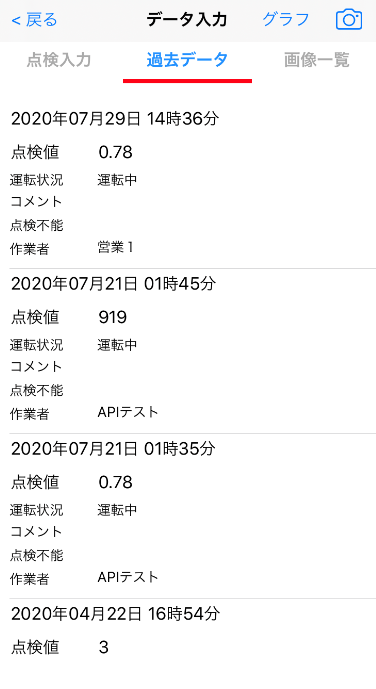 < 戻る データ入力 グラフ
点検入力 過去データ 画像一覧
2020年07月29日 14時36分
点検値 0.78
運転状況 運転中
コメント
点検不能
作業者 営業１
2020年07月21日 01時45分
点検値 919
運転状況 運転中
コメント
点検不能
作業者 APIテスト
2020年07月21日 01時35分
点検値 0.78
運転状況 運転中
コメント
点検不能
作業者 APIテスト
2020年04月22日 16時54分
点検値 3